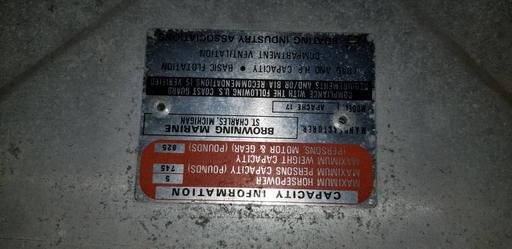 CAPACITY INFORMATION
MAXIMUM HORSEPOWER 5
MAXIMUM PERSONS CAPACITY (POUNDS) 745
MAXIMUM WEIGHT CAPACITY
(PERSONS, MOTOR & GEAR) (POUNDS) 825
MANUFACTURER BROWNING MARINE
ST. CHARLES, MICHIGAN
MODEL APACHE 17
COMPLIANCE WITH THE FOLLOWING U.S. COAST GUARD
REQUIREMENTS AND/OR BIA RECOMMENDATIONS IS VERIFIED
LOAD AND H.P. CAPACITY • BASIC FLOTATION
COMPARTMENT VENTILATION
BOATING INDUSTRY ASSOCIATIONS